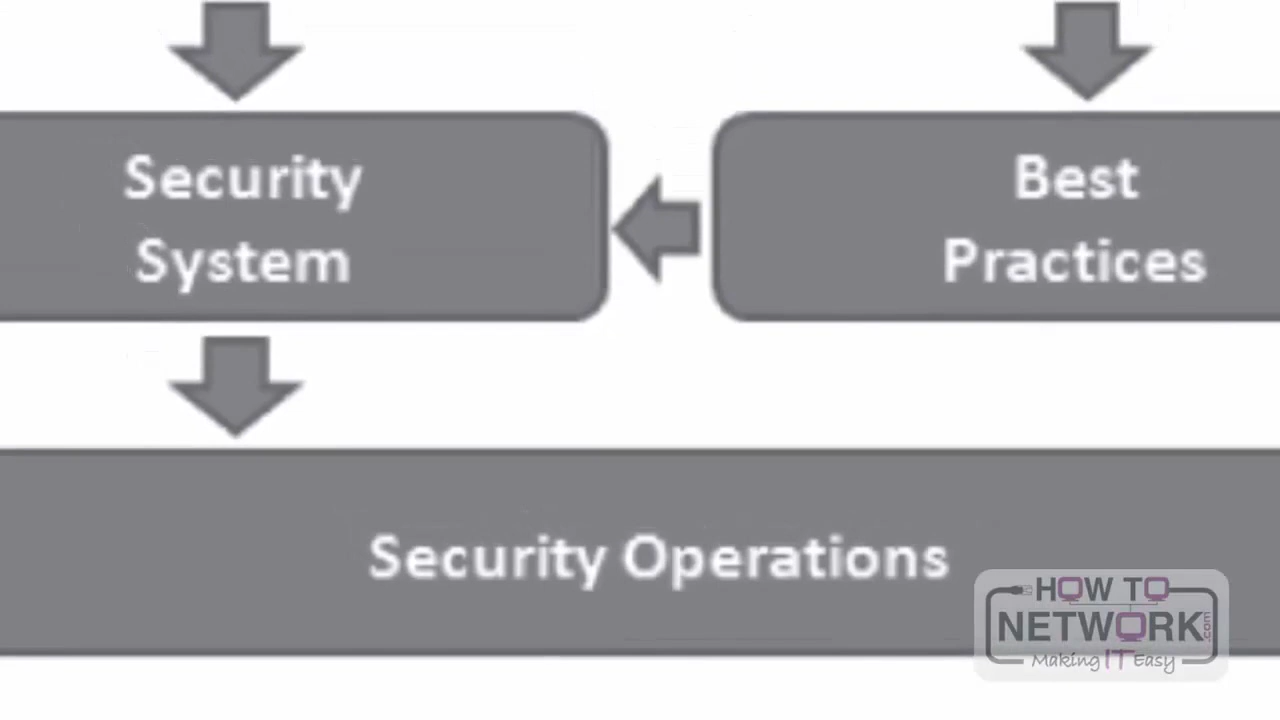 Security
System
Best
Practices
Security Operations
HOW TO
NETWORK.com
Making IT Easy